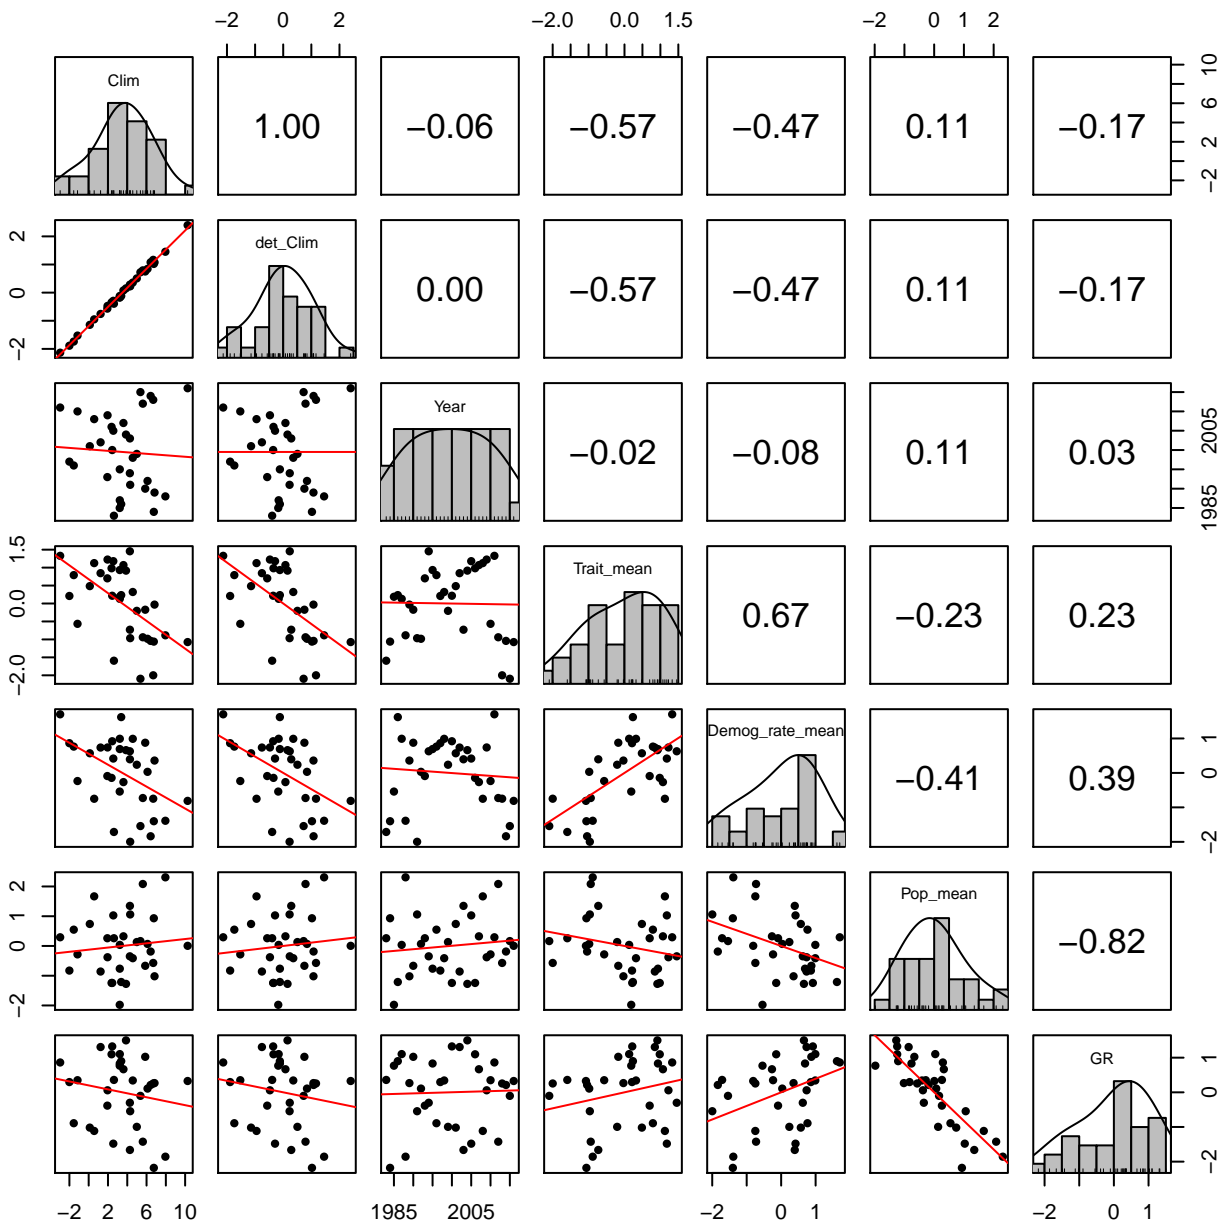 −2 0 2 −2.0 0.0 1.5 −2 0 1 2
Clim
1.00 −0.06 −0.57 −0.47 0.11 −0.17
−2 2 6 10
−2 0 2
det_Clim
0.00 −0.57 −0.47 0.11 −0.17
Year
−0.02 −0.08 0.11 0.03
1985 2005
−2.0 0.0 1.5
Trait_mean
0.67 −0.23 0.23
Demog_rate_mean
−0.41 0.39
−2 0 1
−2 0 1 2
Pop_mean
−0.82
GR
−2 0 1
−2 2 6 10 1985 2005 −2 0 1 −2 0 1